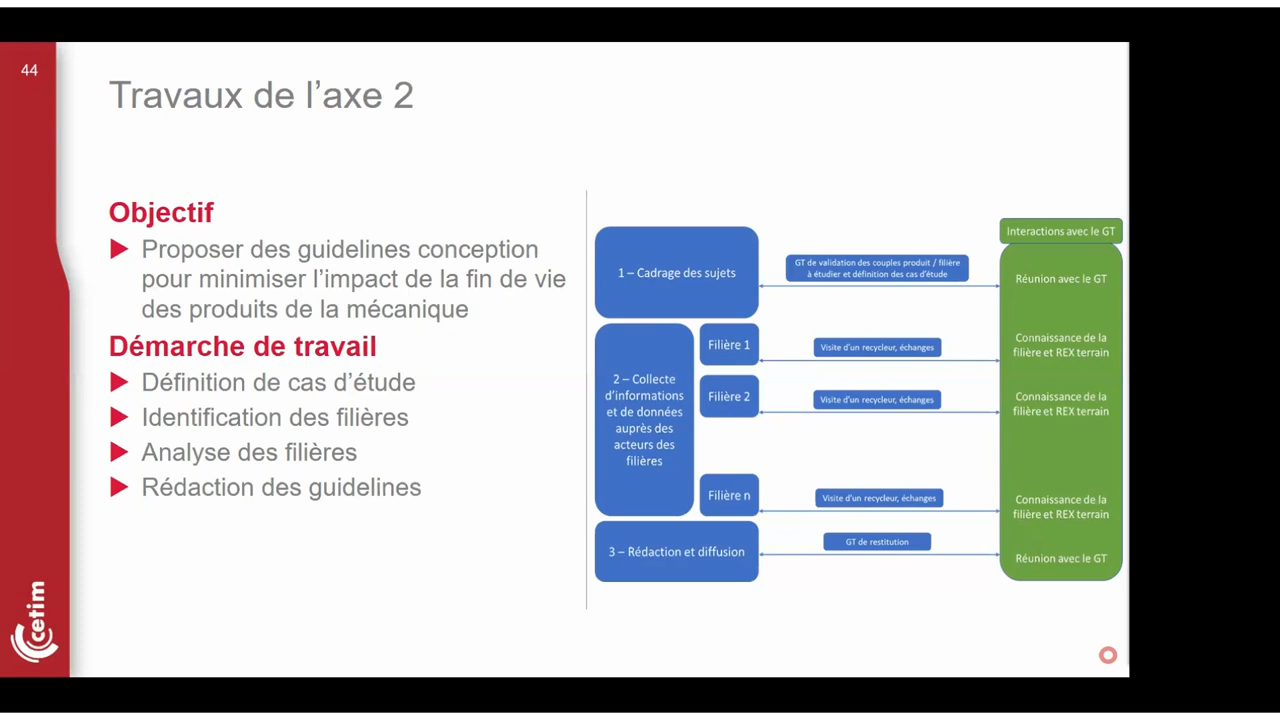 44
Travaux de l’axe 2
Objectif
Proposer des guidelines conception
pour minimiser l’impact de la fin de vie
des produits de la mécanique
Démarche de travail
Définition de cas d’étude
Identification des filières
Analyse des filières
Rédaction des guidelines
1 – Cadrage des sujets
GT de validation des couples produit / filière
à étudier et définition des cas d’étude
Interactions avec le GT
Réunion avec le GT
2 – Collecte
d’informations
et de données
auprès des
acteurs des
filières
Filière 1
Visite d’un recycleur, échanges
Connaissance de la
filière et REX terrain
Filière 2
Visite d’un recycleur, échanges
Connaissance de la
filière et REX terrain
Filière n
Visite d’un recycleur, échanges
Connaissance de la
filière et REX terrain
3 – Rédaction et diffusion
GT de restitution
Réunion avec le GT
cetim